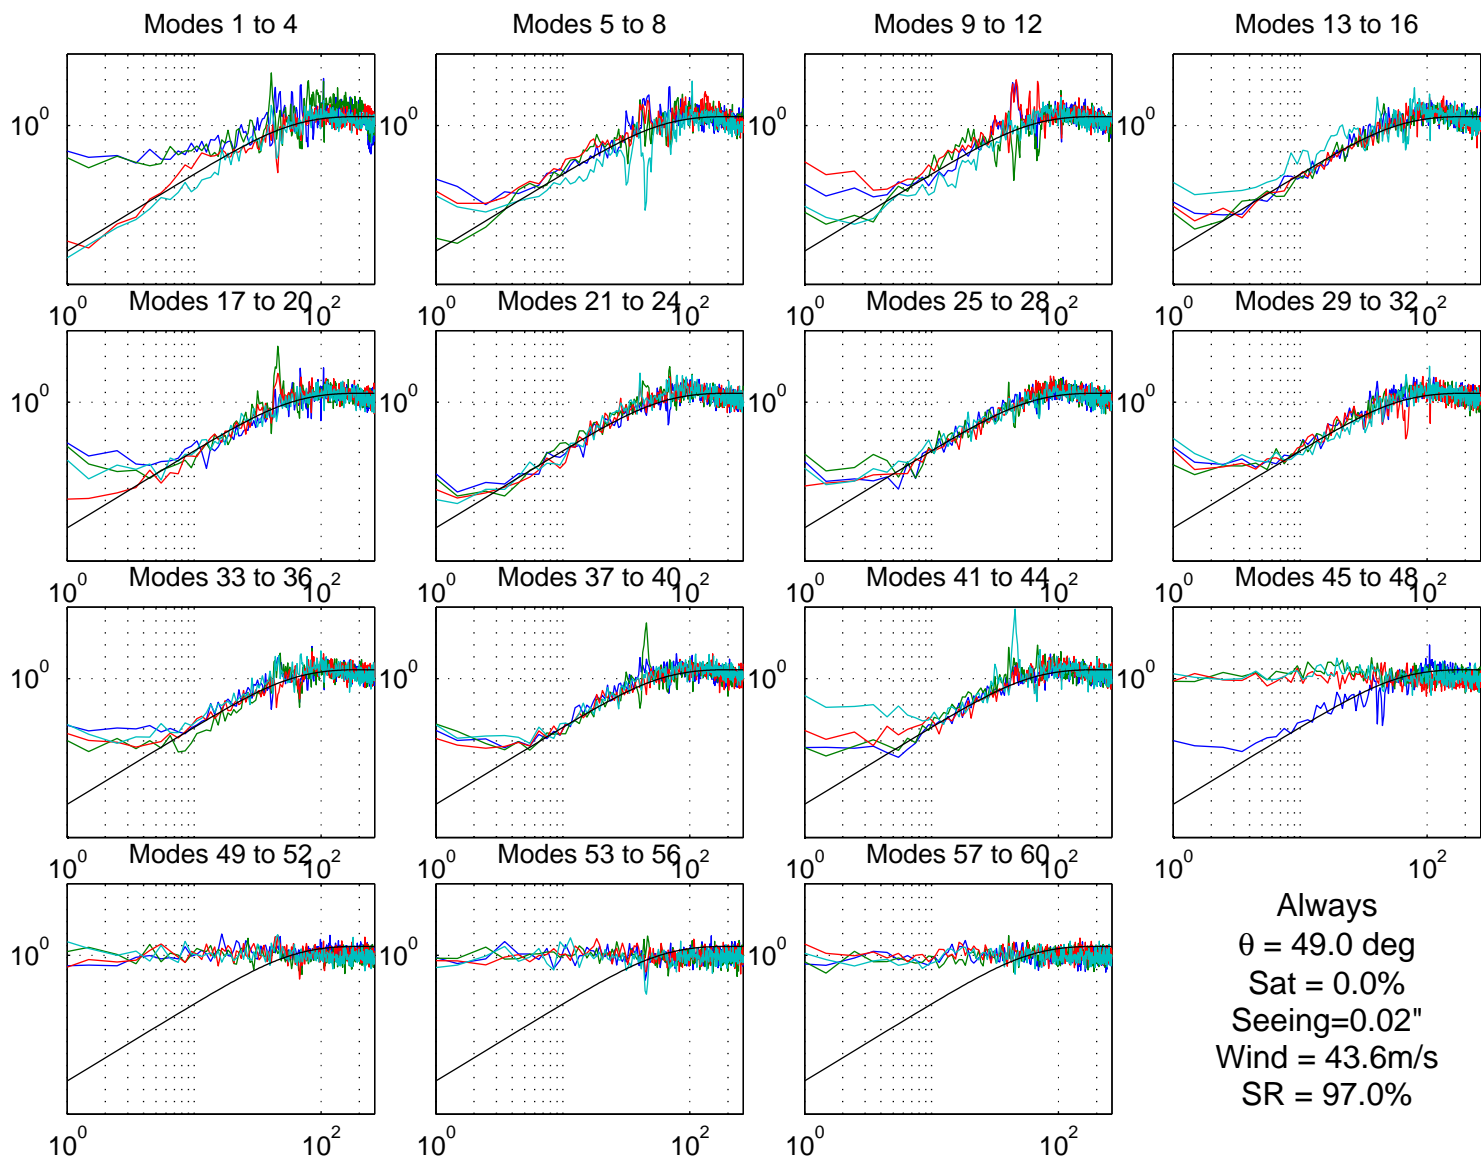 Modes 1 to 4
Modes 5 to 8
Modes 9 to 12
Modes 13 to 16
10^0
10^0
10^0
10^0
10^0
10^2
10^0
10^2
10^0
10^2
10^0
10^2
Modes 17 to 20
Modes 21 to 24
Modes 25 to 28
Modes 29 to 32
10^0
10^0
10^0
10^0
10^0
10^2
10^0
10^2
10^0
10^2
10^0
10^2
Modes 33 to 36
Modes 37 to 40
Modes 41 to 44
Modes 45 to 48
10^0
10^0
10^0
10^0
10^0
10^2
10^0
10^2
10^0
10^2
10^0
10^2
Modes 49 to 52
Modes 53 to 56
Modes 57 to 60
10^0
10^0
10^0
10^0
10^2
10^0
10^2
10^0
10^2
Always
θ = 49.0 deg
Sat = 0.0%
Seeing=0.02"
Wind = 43.6m/s
SR = 97.0%